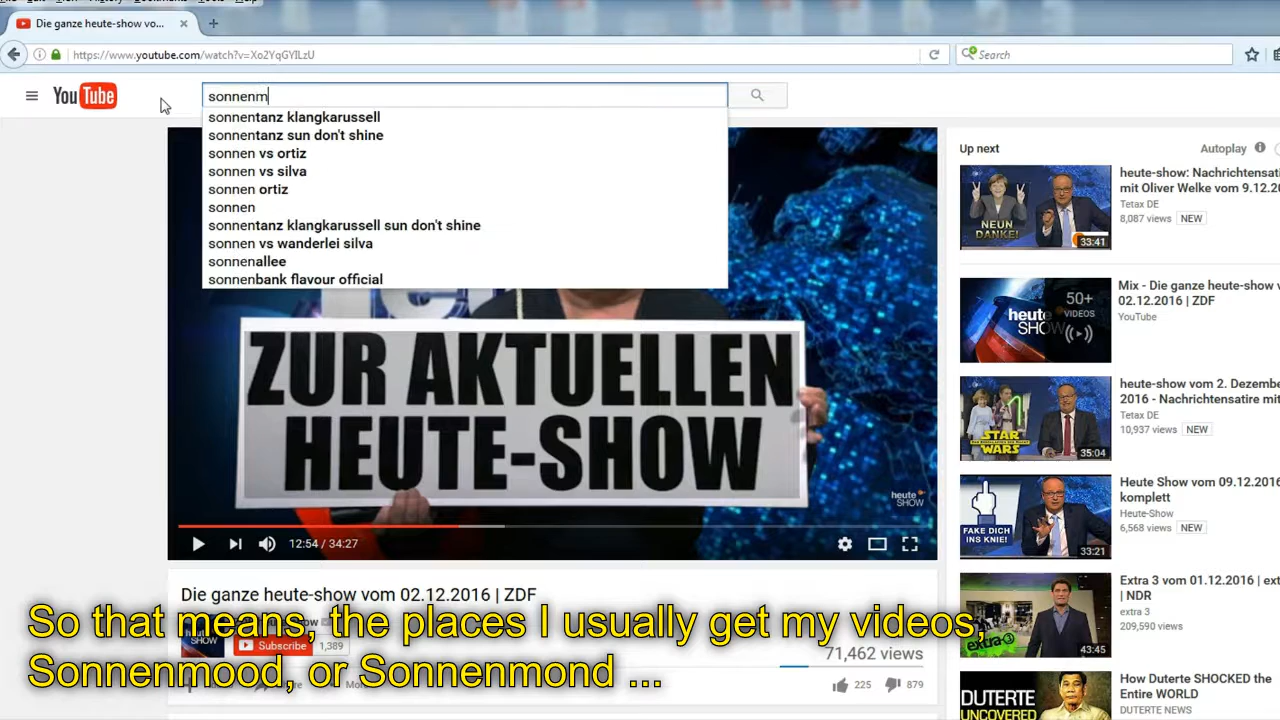 Die ganze heute-show vo...
https://www.youtube.com/watch?v=Xo2YqGYILzU
Search
YouTube
sonnenm
sonnentanz klangkarussell
sonnentanz sun don't shine
sonnen vs ortiz
sonnen vs silva
sonnen ortiz
sonnen
sonnentanz klangkarussell sun don't shine
sonnen vs wanderlei silva
sonnenallee
sonnenbank flavour official
ZUR AKTUELLEN
HEUTE-SHOW
heute
SHOW
12:54 / 34:27
Die ganze heute-show vom 02.12.2016 | ZDF
Subscribe 1,389
71,462 views
225 879
Up next Autoplay
NEUN
DANKE!
33:41
heute-show: Nachrichtensati
mit Oliver Welke vom 9.12.20
Tetax DE
8,087 views NEW
heute
SHOW
50+
VIDEOS
Mix - Die ganze heute-show v
02.12.2016 | ZDF
YouTube
STAR
WARS
35:04
heute-show vom 2. Dezembe
2016 - Nachrichtensatire mit
Tetax DE
10,937 views NEW
FAKE DICH
INS KNIE!
33:21
Heute Show vom 09.12.2016
komplett
Heute-Show
6,568 views NEW
extra 3
43:45
Extra 3 vom 01.12.2016 | ext
| NDR
extra 3
209,590 views
DUTERTE
UNCOVERED
How Duterte SHOCKED the
Entire WORLD
DUTERTE NEWS
So that means, the places I usually get my videos,
Sonnenmood, or Sonnenmond ...